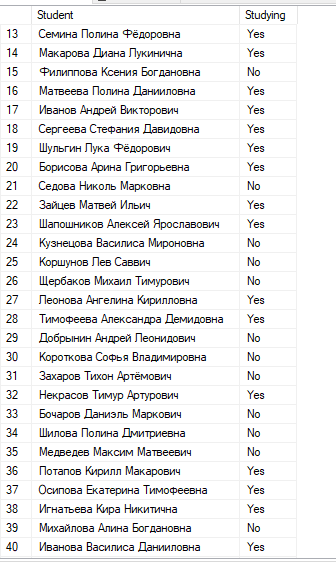 Student Studying
13 Семина Полина Фёдоровна Yes
14 Макарова Диана Лукинична Yes
15 Филиппова Ксения Богдановна No
16 Матвеева Полина Данииловна Yes
17 Иванов Андрей Викторович Yes
18 Сергеева Стефания Давидовна Yes
19 Шульгин Лука Фёдорович Yes
20 Борисова Арина Григорьевна Yes
21 Седова Николь Марковна No
22 Зайцев Матвей Ильич Yes
23 Шапошников Алексей Ярославович Yes
24 Кузнецова Василиса Мироновна No
25 Коршунов Лев Саввич No
26 Щербаков Михаил Тимурович No
27 Леонова Ангелина Кирилловна Yes
28 Тимофеева Александра Демидовна Yes
29 Добрынин Андрей Леонидович No
30 Короткова Софья Владимировна No
31 Захаров Тихон Артёмович No
32 Некрасов Тимур Артурович Yes
33 Бочаров Даниэль Маркович No
34 Шилова Полина Дмитриевна No
35 Медведев Максим Матвеевич No
36 Потапов Кирилл Макарович Yes
37 Осипова Екатерина Тимофеевна Yes
38 Игнатьева Кира Никитична Yes
39 Михайлова Алина Богдановна No
40 Иванова Василиса Данииловна Yes